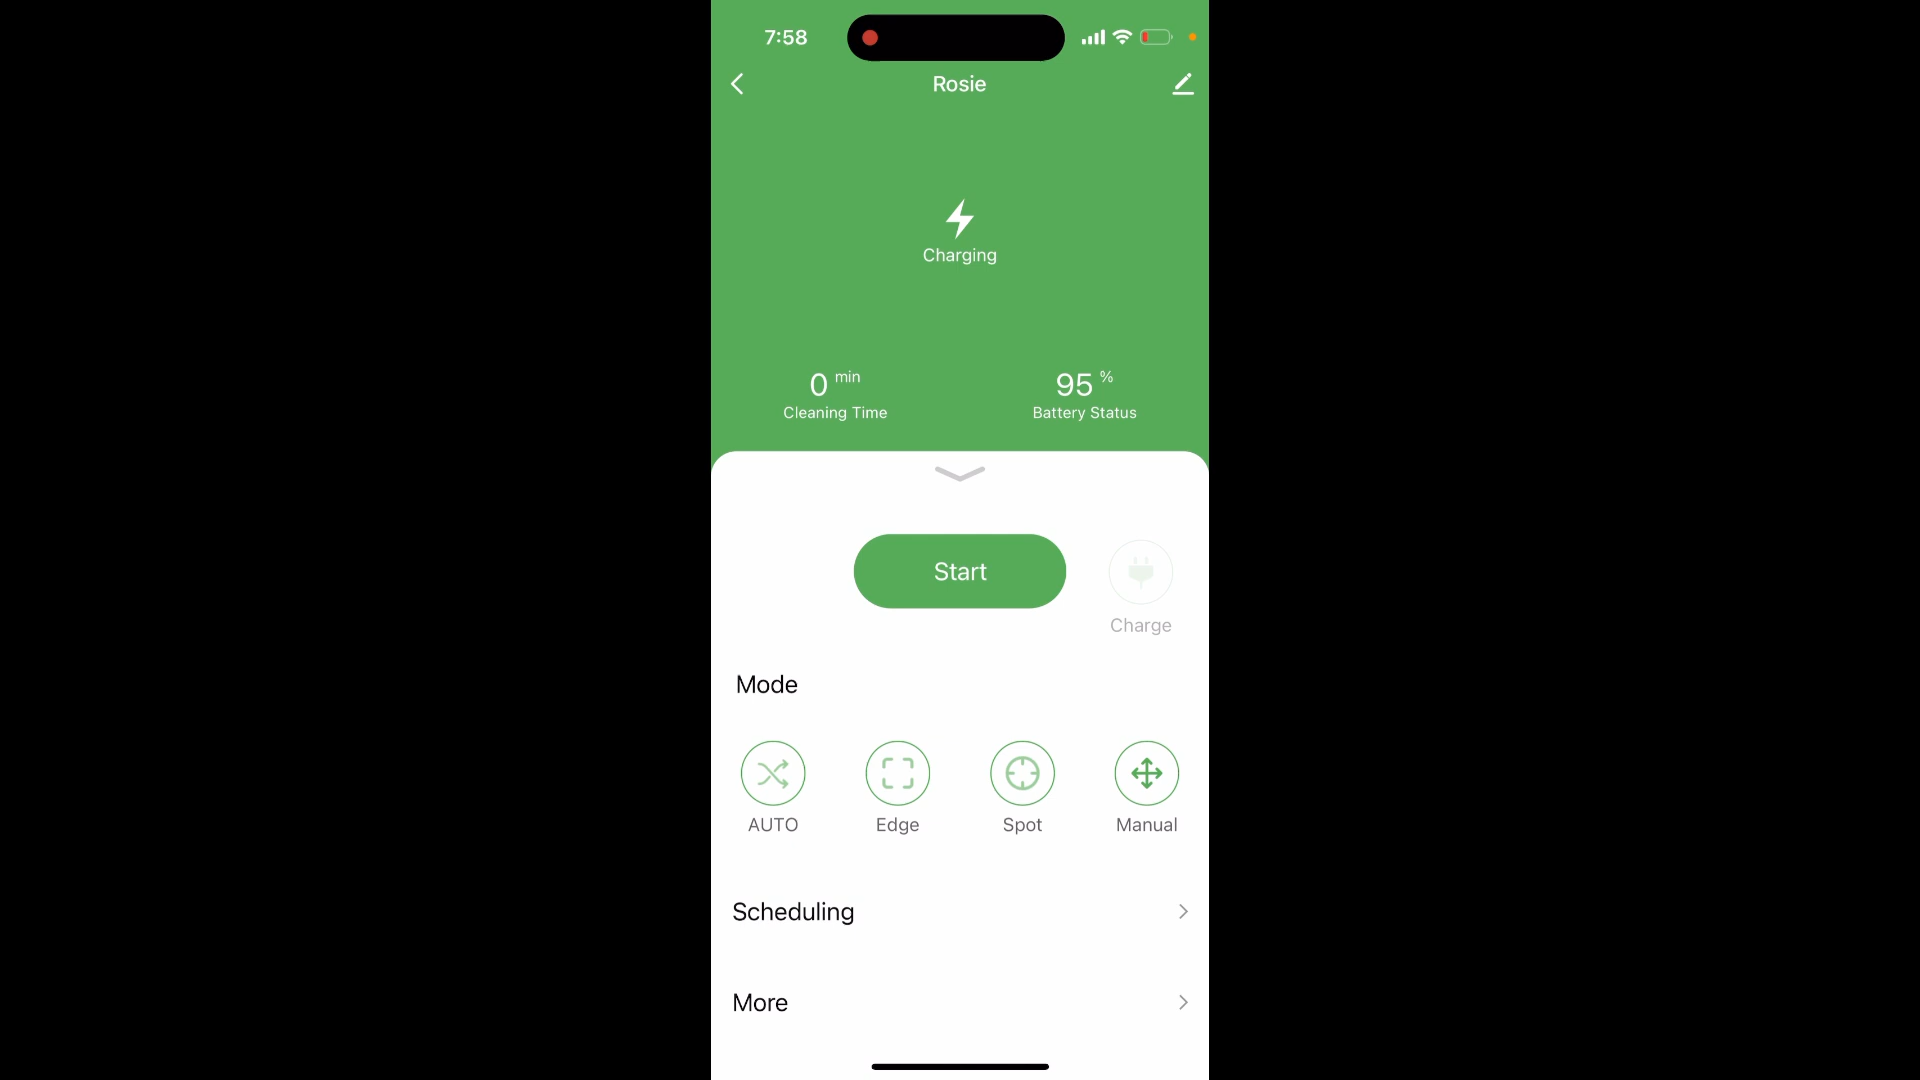 7:58
Rosie
Charging
0 min
Cleaning Time
95 %
Battery Status
Start
Charge
Mode
AUTO
Edge
Spot
Manual
Scheduling
More